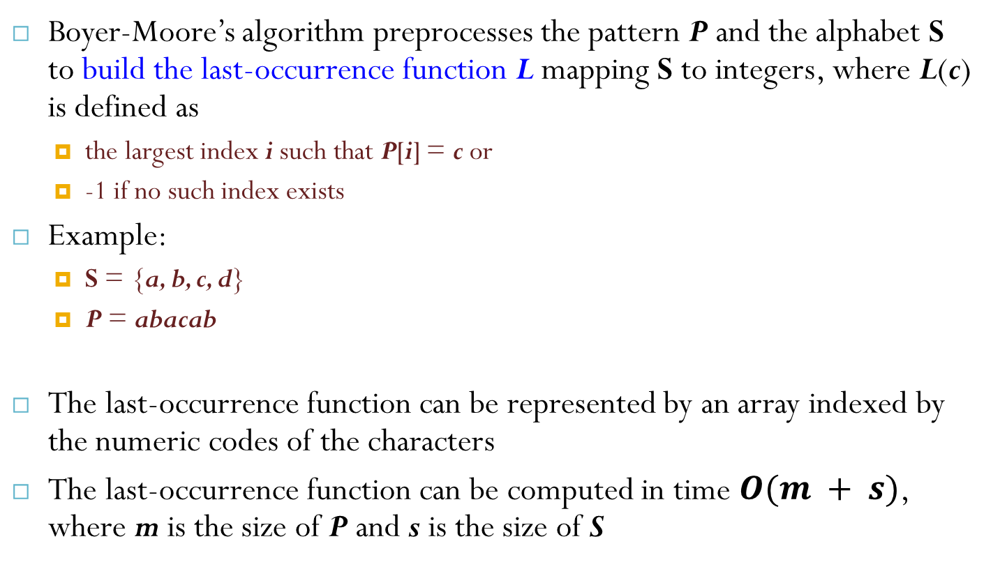 Boyer-Moore’s algorithm preprocesses the pattern P and the alphabet S
to build the last-occurrence function L mapping S to integers, where L(c)
is defined as
the largest index i such that P[i] = c or
-1 if no such index exists
Example:
S = {a, b, c, d}
P = abacab
The last-occurrence function can be represented by an array indexed by
the numeric codes of the characters
The last-occurrence function can be computed in time O(m + s),
where m is the size of P and s is the size of S